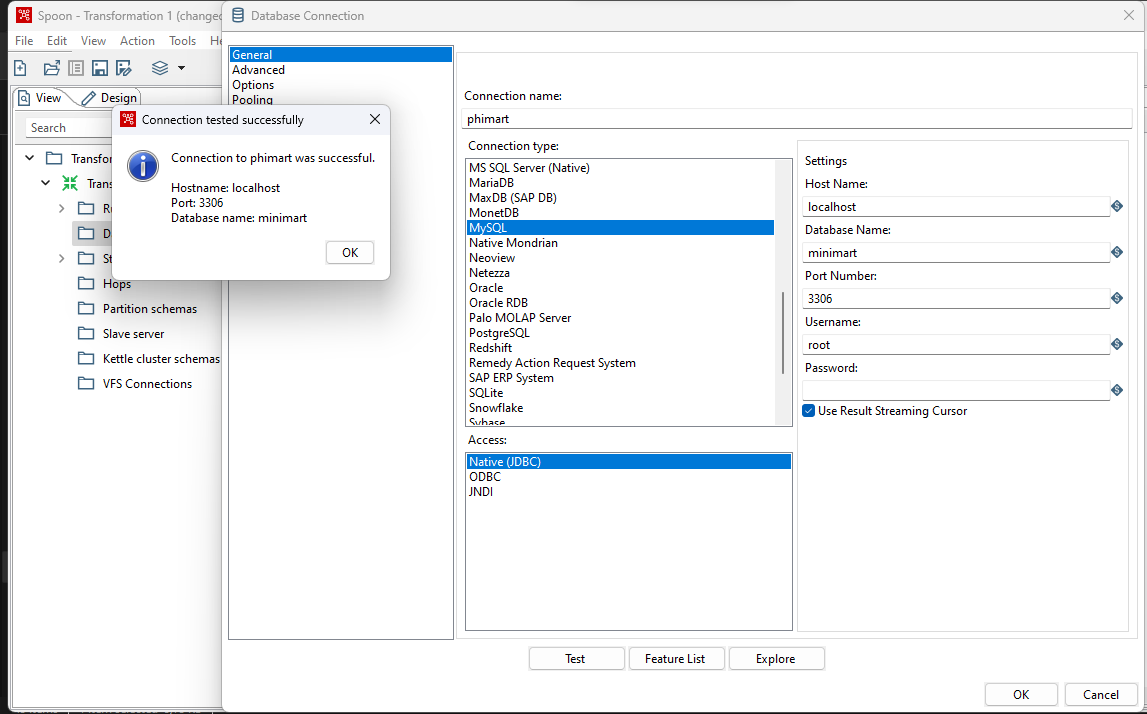 Spoon - Transformation 1 (changed
Database Connection
File Edit View Action Tools He
View Design
Search
Transfor
Trans
R
D
St
Hops
Partition schemas
Slave server
Kettle cluster schemas
VFS Connections
Connection tested successfully
Connection to phimart was successful.
Hostname: localhost
Port: 3306
Database name: minimart
OK
General
Advanced
Options
Pooling
Connection name:
phimart
Connection type:
MS SQL Server (Native)
MariaDB
MaxDB (SAP DB)
MonetDB
MySQL
Native Mondrian
Neoview
Netezza
Oracle
Oracle RDB
Palo MOLAP Server
PostgreSQL
Redshift
Remedy Action Request System
SAP ERP System
SQLite
Snowflake
Sybase
Access:
Native (JDBC)
ODBC
JNDI
Settings
Host Name:
localhost
Database Name:
minimart
Port Number:
3306
Username:
root
Password:
Use Result Streaming Cursor
Test Feature List Explore
OK Cancel